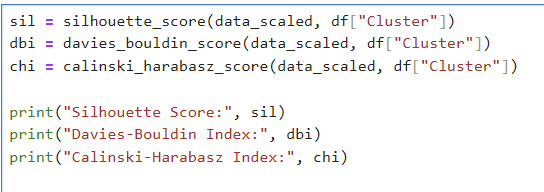 sil = silhouette_score(data_scaled, df["Cluster"])
dbi = davies_bouldin_score(data_scaled, df["Cluster"])
chi = calinski_harabasz_score(data_scaled, df["Cluster"])
print("Silhouette Score:", sil)
print("Davies-Bouldin Index:", dbi)
print("Calinski-Harabasz Index:", chi)